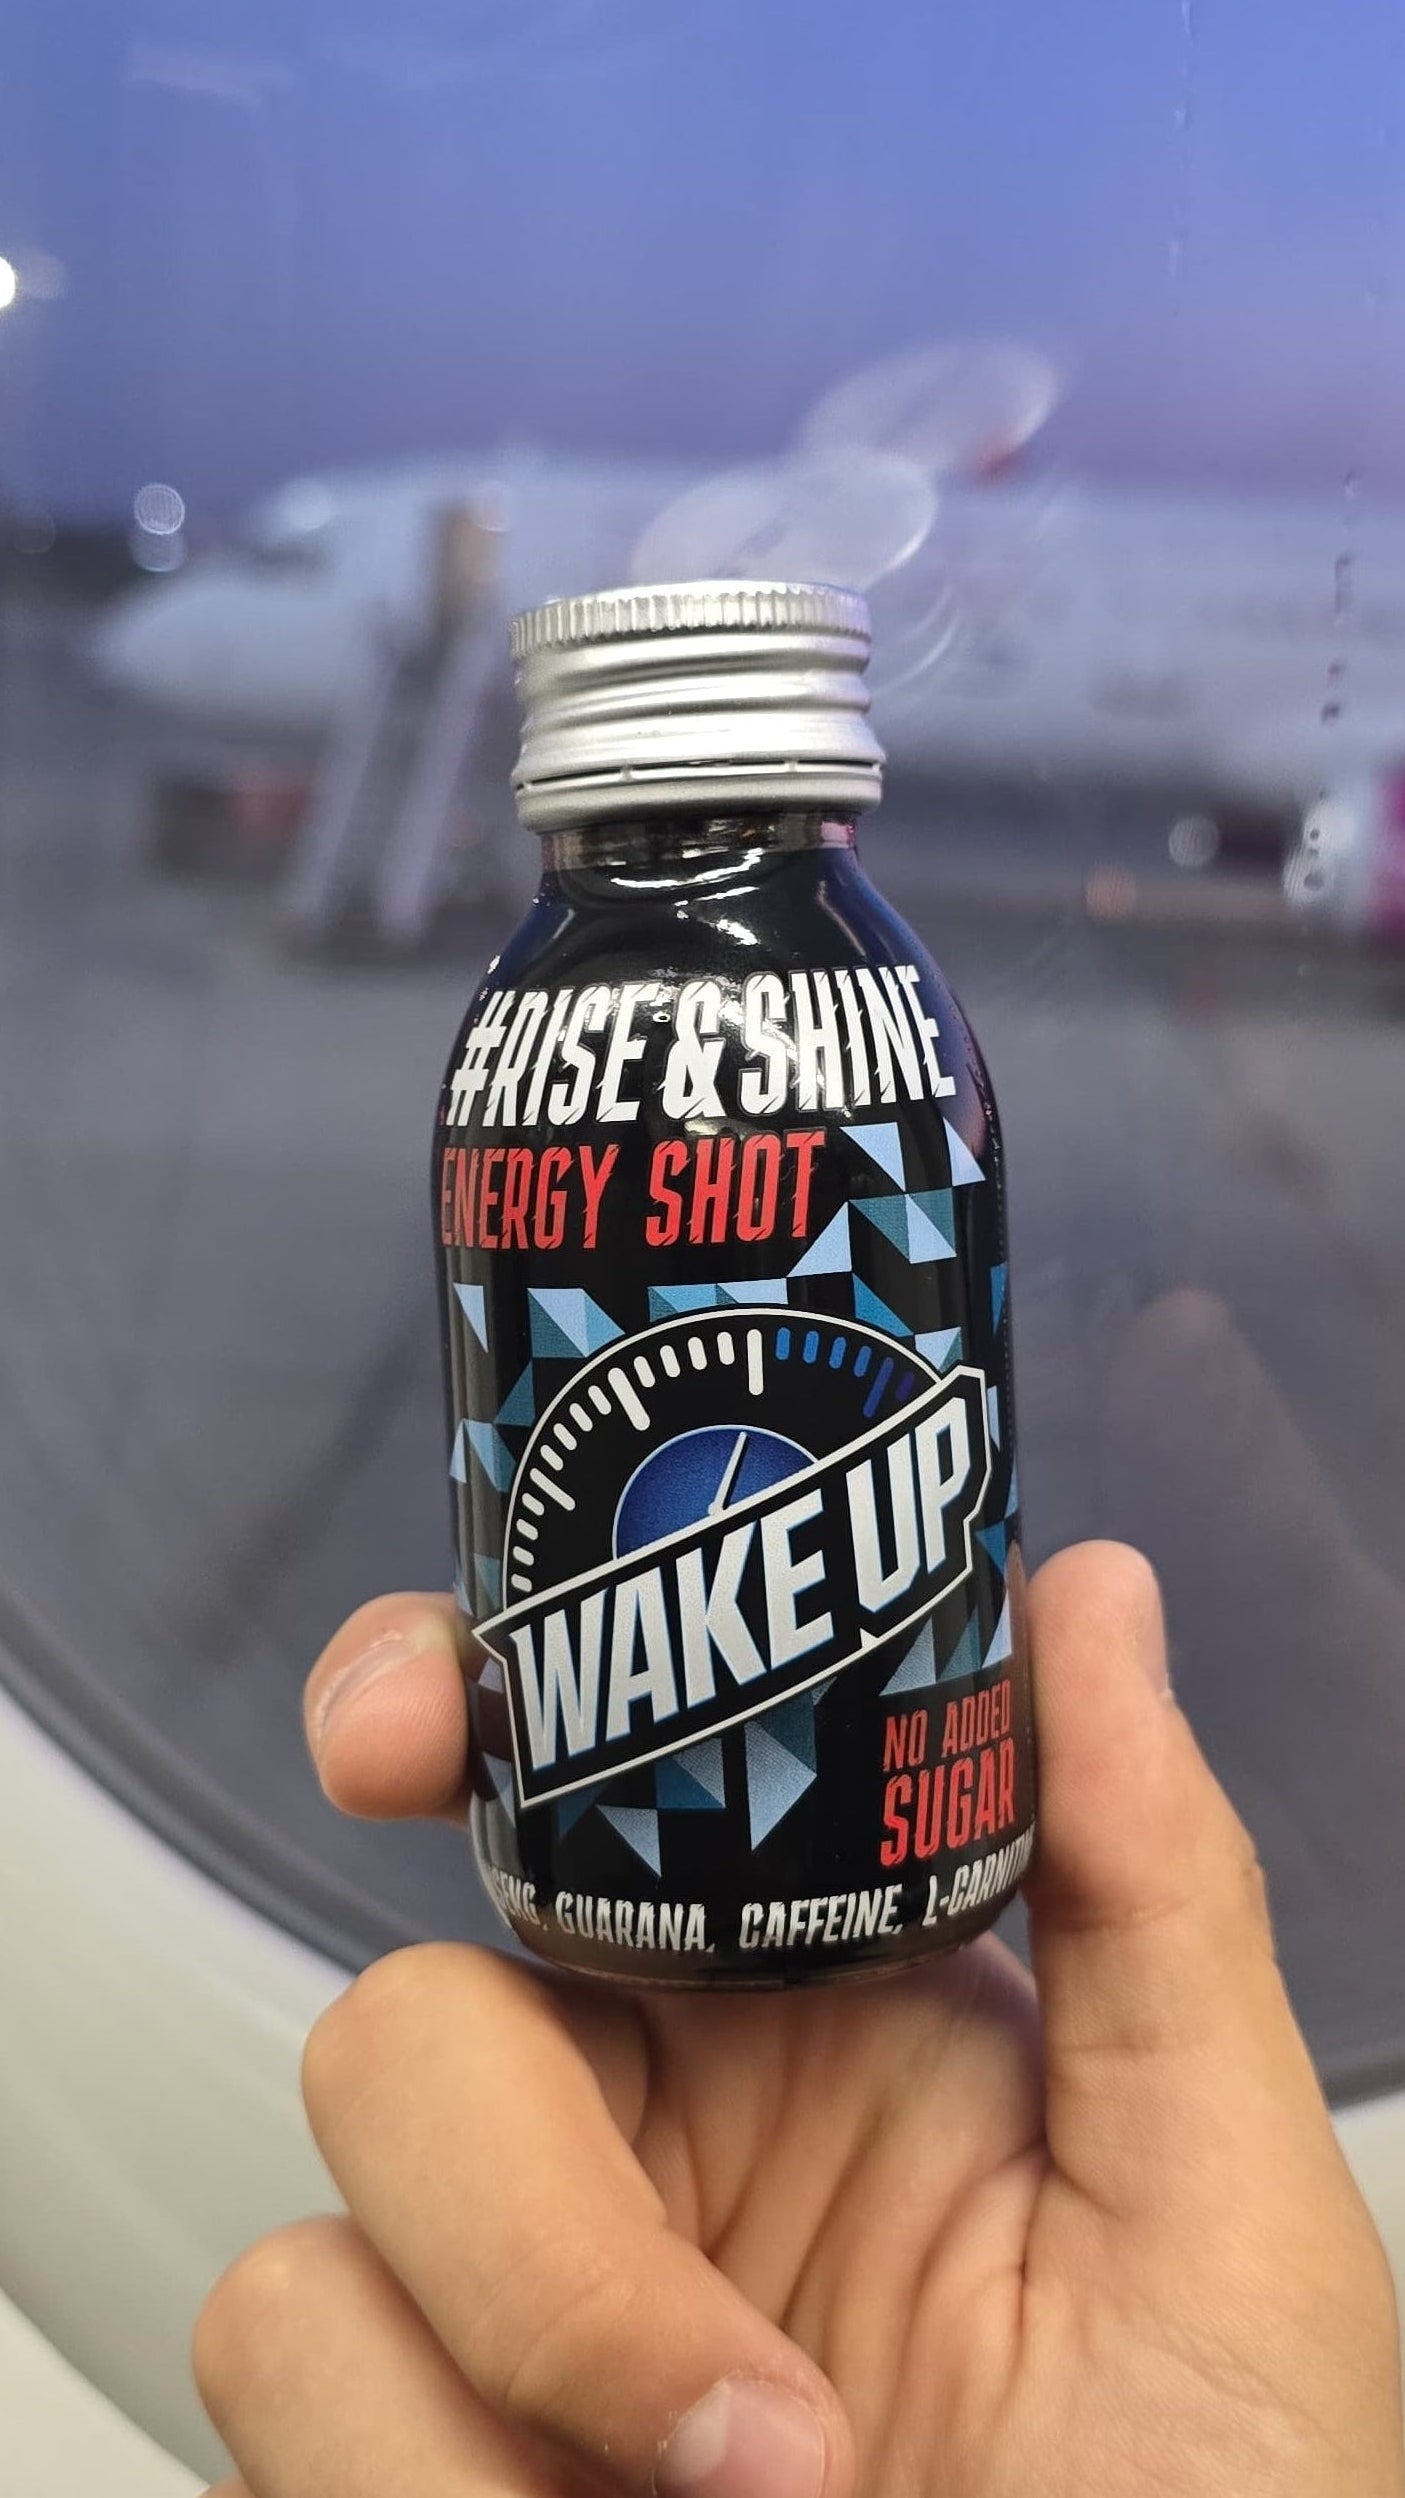 #RISE & SHINE
ENERGY SHOT
WAKE UP
NO ADDED
SUGAR
GUARANA, CAFFEINE,